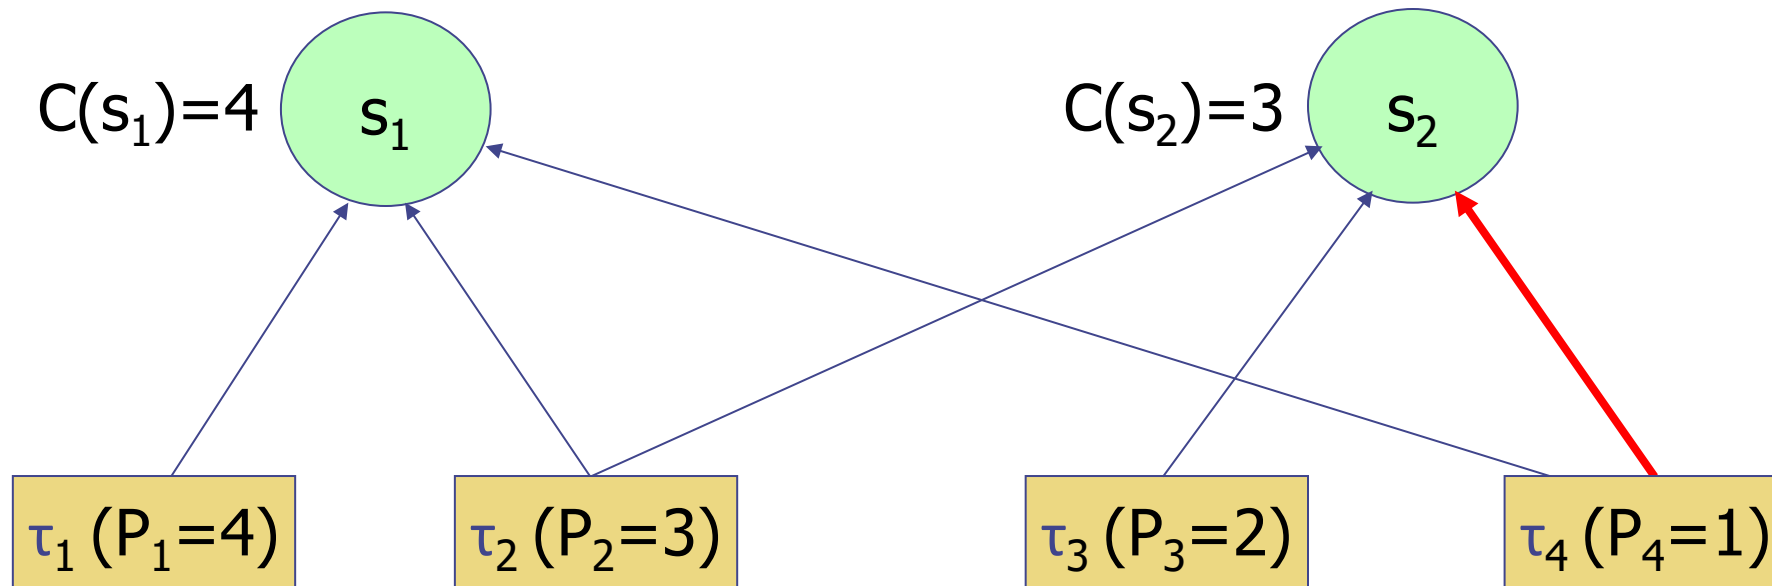 C(s₁)=4
s₁
C(s₂)=3
s₂
τ₁ (P₁=4)
τ₂ (P₂=3)
τ₃ (P₃=2)
τ₄ (P₄=1)